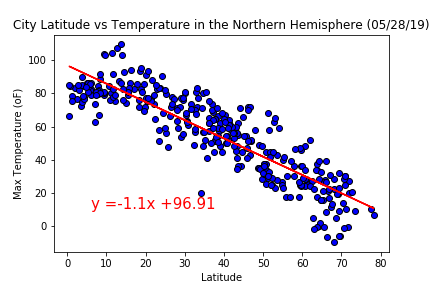 City Latitude vs Temperature in the Northern Hemisphere (05/28/19)
Max Temperature (oF)
100
80
60
40
20
0
y =-1.1x +96.91
0 10 20 30 40 50 60 70 80
Latitude